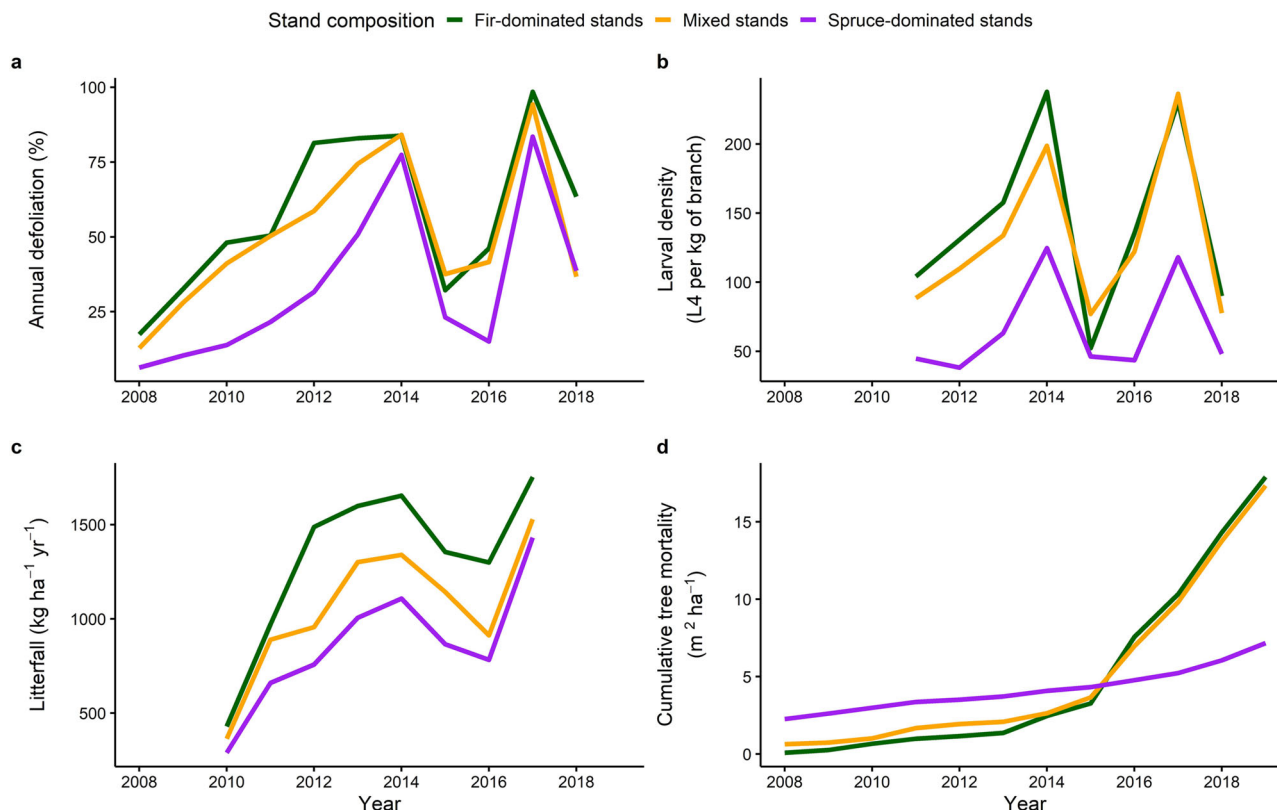 Stand composition Fir-dominated stands Mixed stands Spruce-dominated stands
a
Annual defoliation (%)
100
75
50
25
2008 2010 2012 2014 2016 2018
b
Larval density
(L4 per kg of branch)
200
150
100
50
2008 2010 2012 2014 2016 2018
c
Litterfall (kg ha⁻¹ yr⁻¹)
1500
1000
500
2008 2010 2012 2014 2016 2018
Year
d
Cumulative tree mortality
(m ² ha⁻¹)
15
10
5
0
2008 2010 2012 2014 2016 2018
Year